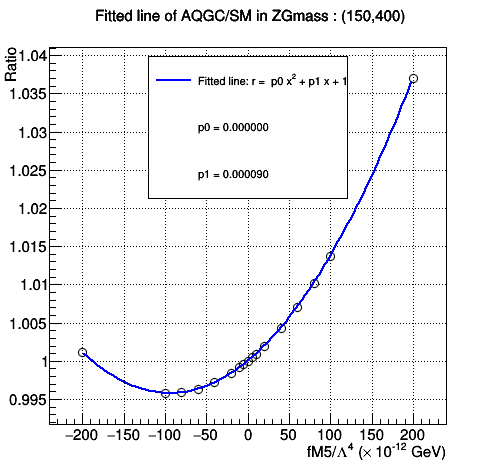 Fitted line of AQGC/SM in ZGmass : (150,400)
Ratio
1.04
1.035
1.03
1.025
1.02
1.015
1.01
1.005
1
0.995
Fitted line: r = p0 x² + p1 x + 1
p0 = 0.000000
p1 = 0.000090
−200 −150 −100 −50 0 50 100 150 200
fM5/Λ⁴ (× 10⁻¹² GeV)